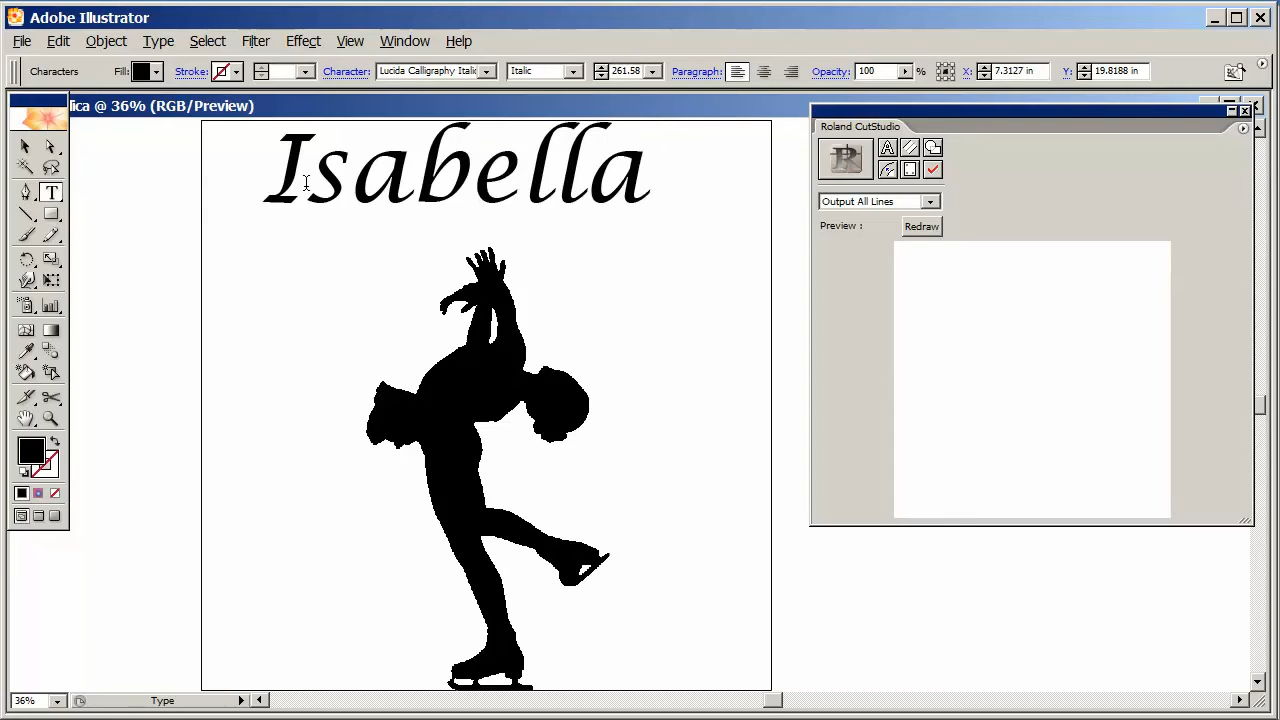 Adobe Illustrator
File Edit Object Type Select Filter Effect View Window Help
Characters Fill: Stroke: Character: Lucida Calligraphy Italic Italic 261.58 Paragraph: Opacity: 100 % X: 7.3127 in Y: 19.8188 in
lica @ 36% (RGB/Preview)
Isabella
Roland CutStudio
Output All Lines
Preview : Redraw
36% Type